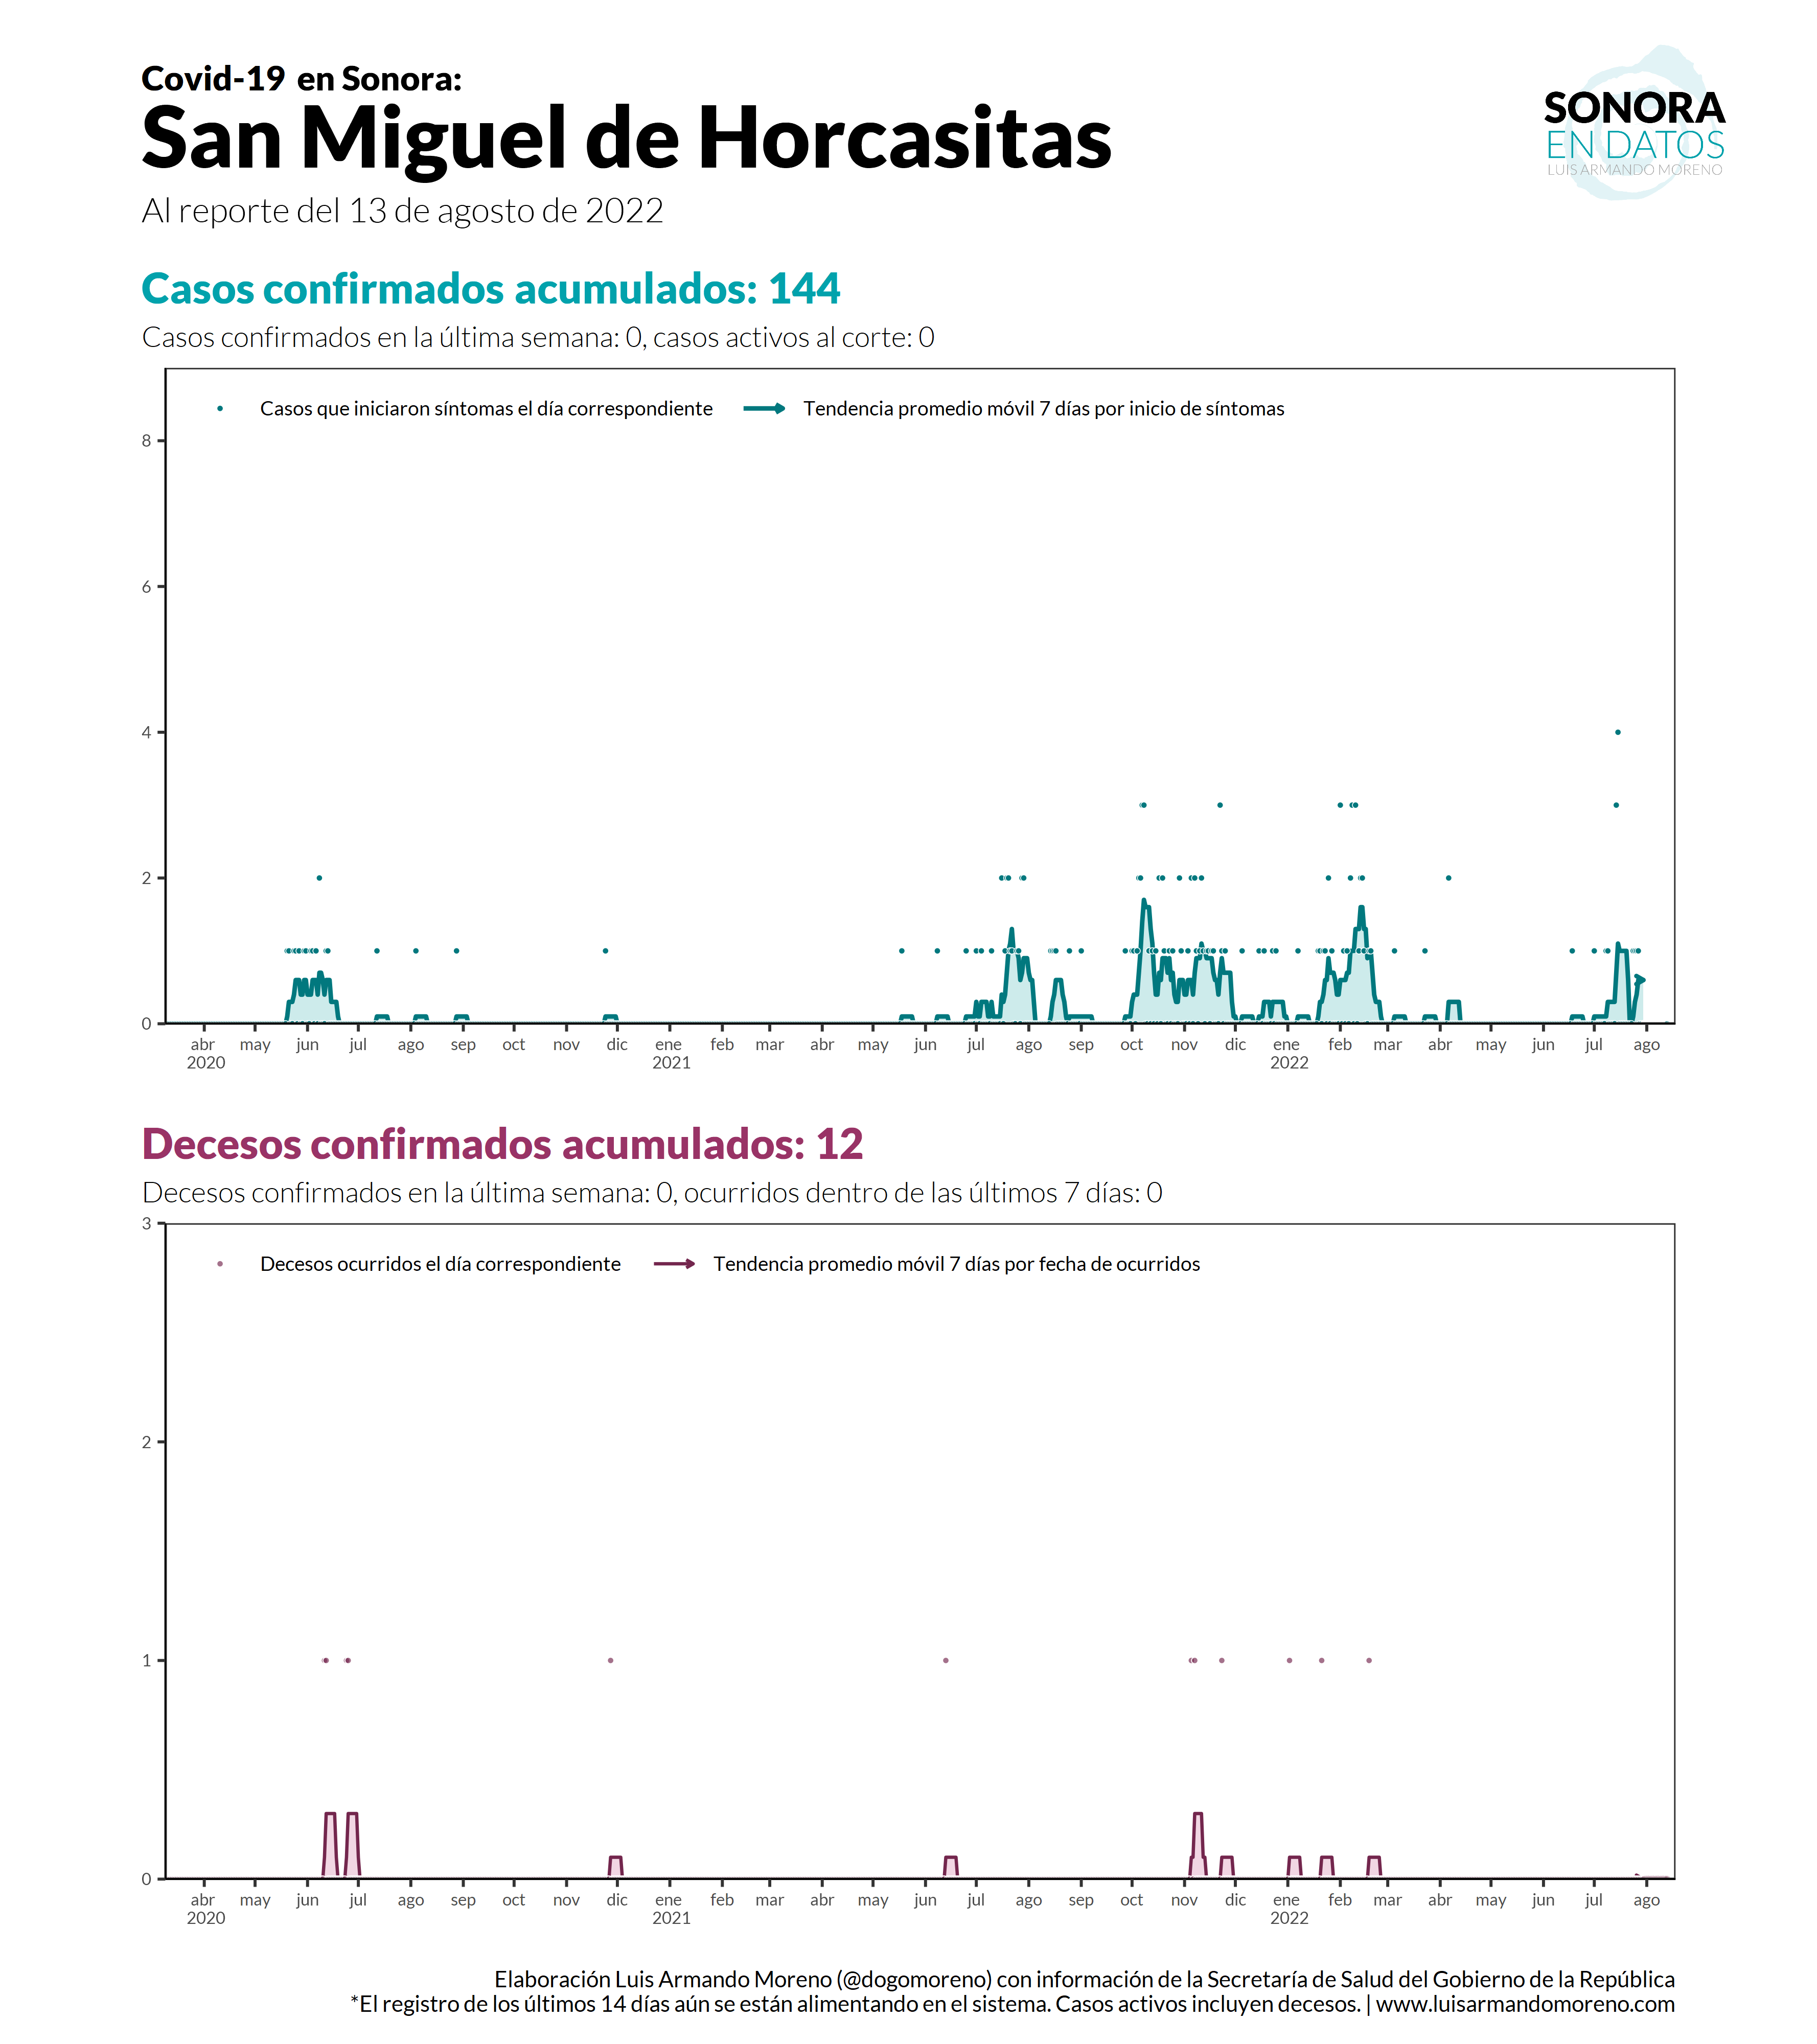 Covid-19 en Sonora:
San Miguel de Horcasitas
Al reporte del 13 de agosto de 2022
SONORA
EN DATOS
LUIS ARMANDO MORENO
Casos confirmados acumulados: 144
Casos confirmados en la última semana: 0, casos activos al corte: 0
Casos que iniciaron síntomas el día correspondiente Tendencia promedio móvil 7 días por inicio de síntomas
8
6
4
2
0
abr may jun jul ago sep oct nov dic ene feb mar abr may jun jul ago sep oct nov dic ene feb mar abr may jun jul ago
2020 2021 2022
Decesos confirmados acumulados: 12
Decesos confirmados en la última semana: 0, ocurridos dentro de las últimos 7 días: 0
3
Decesos ocurridos el día correspondiente Tendencia promedio móvil 7 días por fecha de ocurridos
2
1
0
abr may jun jul ago sep oct nov dic ene feb mar abr may jun jul ago sep oct nov dic ene feb mar abr may jun jul ago
2020 2021 2022
Elaboración Luis Armando Moreno (@dogomoreno) con información de la Secretaría de Salud del Gobierno de la República
*El registro de los últimos 14 días aún se están alimentando en el sistema. Casos activos incluyen decesos. | www.luisarmandomoreno.com